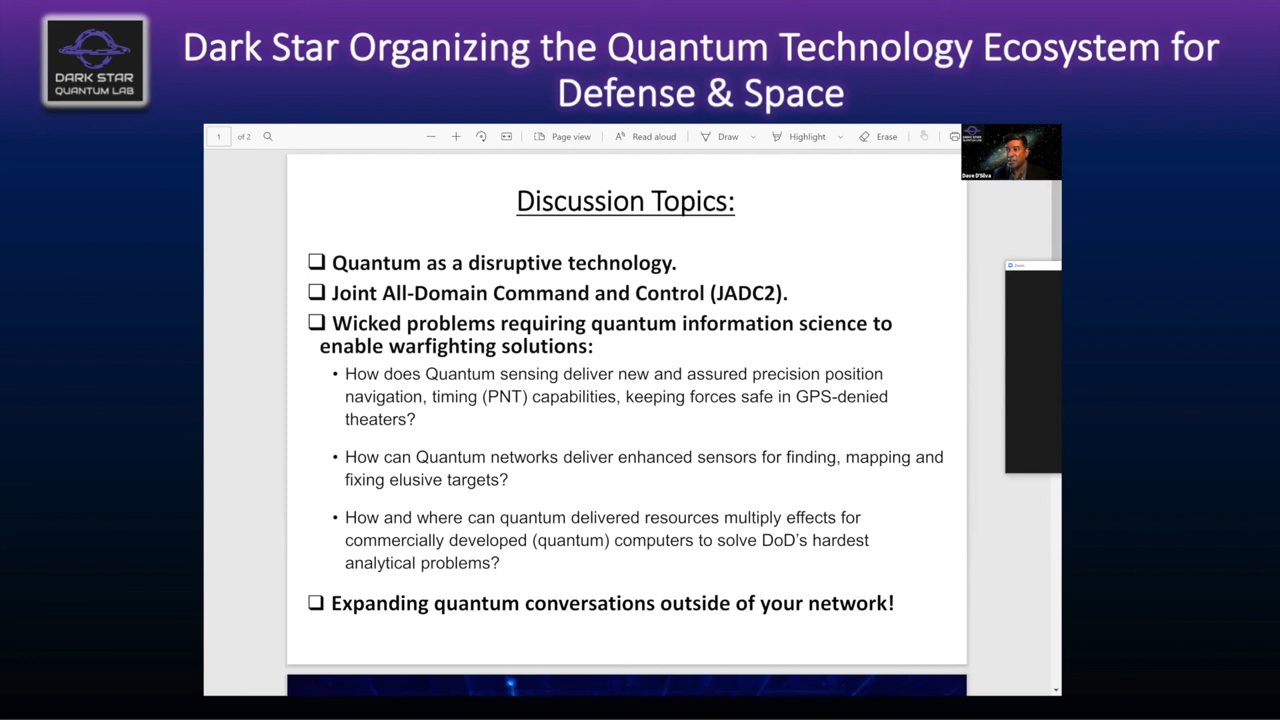 Dark Star Organizing the Quantum Technology Ecosystem for
Defense & Space
DARK STAR
QUANTUM LAB
1 of 2
Page view
Read aloud
Draw
Highlight
Erase
Dave D'Silva
Discussion Topics:
Quantum as a disruptive technology.
Joint All-Domain Command and Control (JADC2).
Wicked problems requiring quantum information science to
enable warfighting solutions:
• How does Quantum sensing deliver new and assured precision position
navigation, timing (PNT) capabilities, keeping forces safe in GPS-denied
theaters?
• How can Quantum networks deliver enhanced sensors for finding, mapping and
fixing elusive targets?
• How and where can quantum delivered resources multiply effects for
commercially developed (quantum) computers to solve DoD's hardest
analytical problems?
Expanding quantum conversations outside of your network!